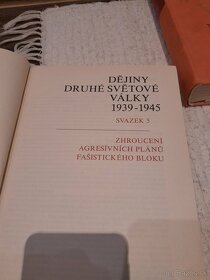 DĚJINY
DRUHÉ SVĚTOVÉ
VÁLKY
1939-1945
SVAZEK 5
ZHROUCENÍ
AGRESÍVNÍCH PLÁNŮ
FAŠISTICKÉHO BLOKU